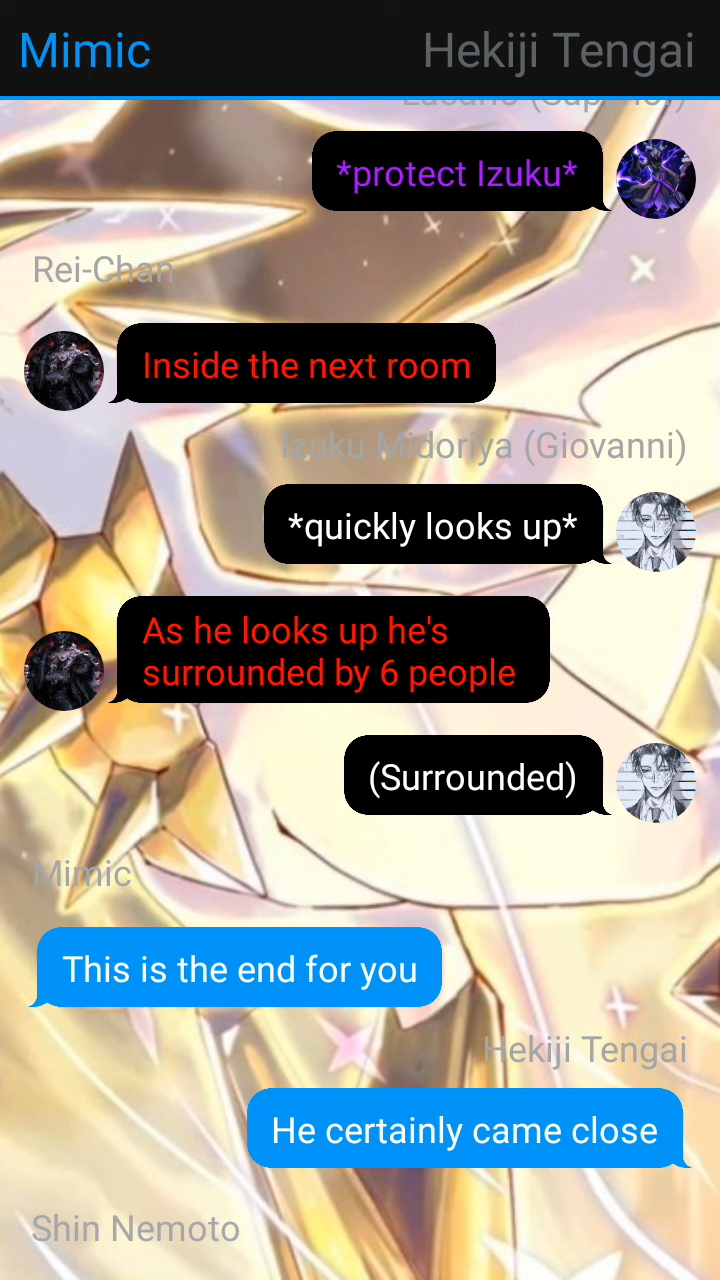 Mimic
Hekiji Tengai
*protect Izuku*
Rei-Chan
Inside the next room
Izuku Midoriya (Giovanni)
*quickly looks up*
As he looks up he's
surrounded by 6 people
(Surrounded)
Mimic
This is the end for you
Hekiji Tengai
He certainly came close
Shin Nemoto